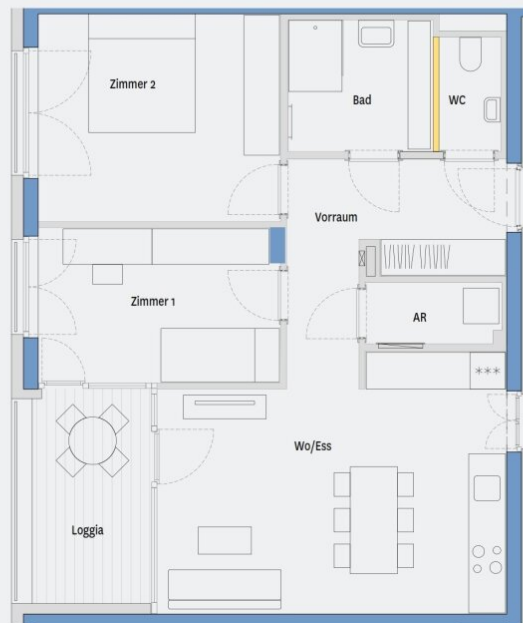 Zimmer 2
Bad
WC
Vorraum
Zimmer 1
AR
***
Wo/Ess
Loggia